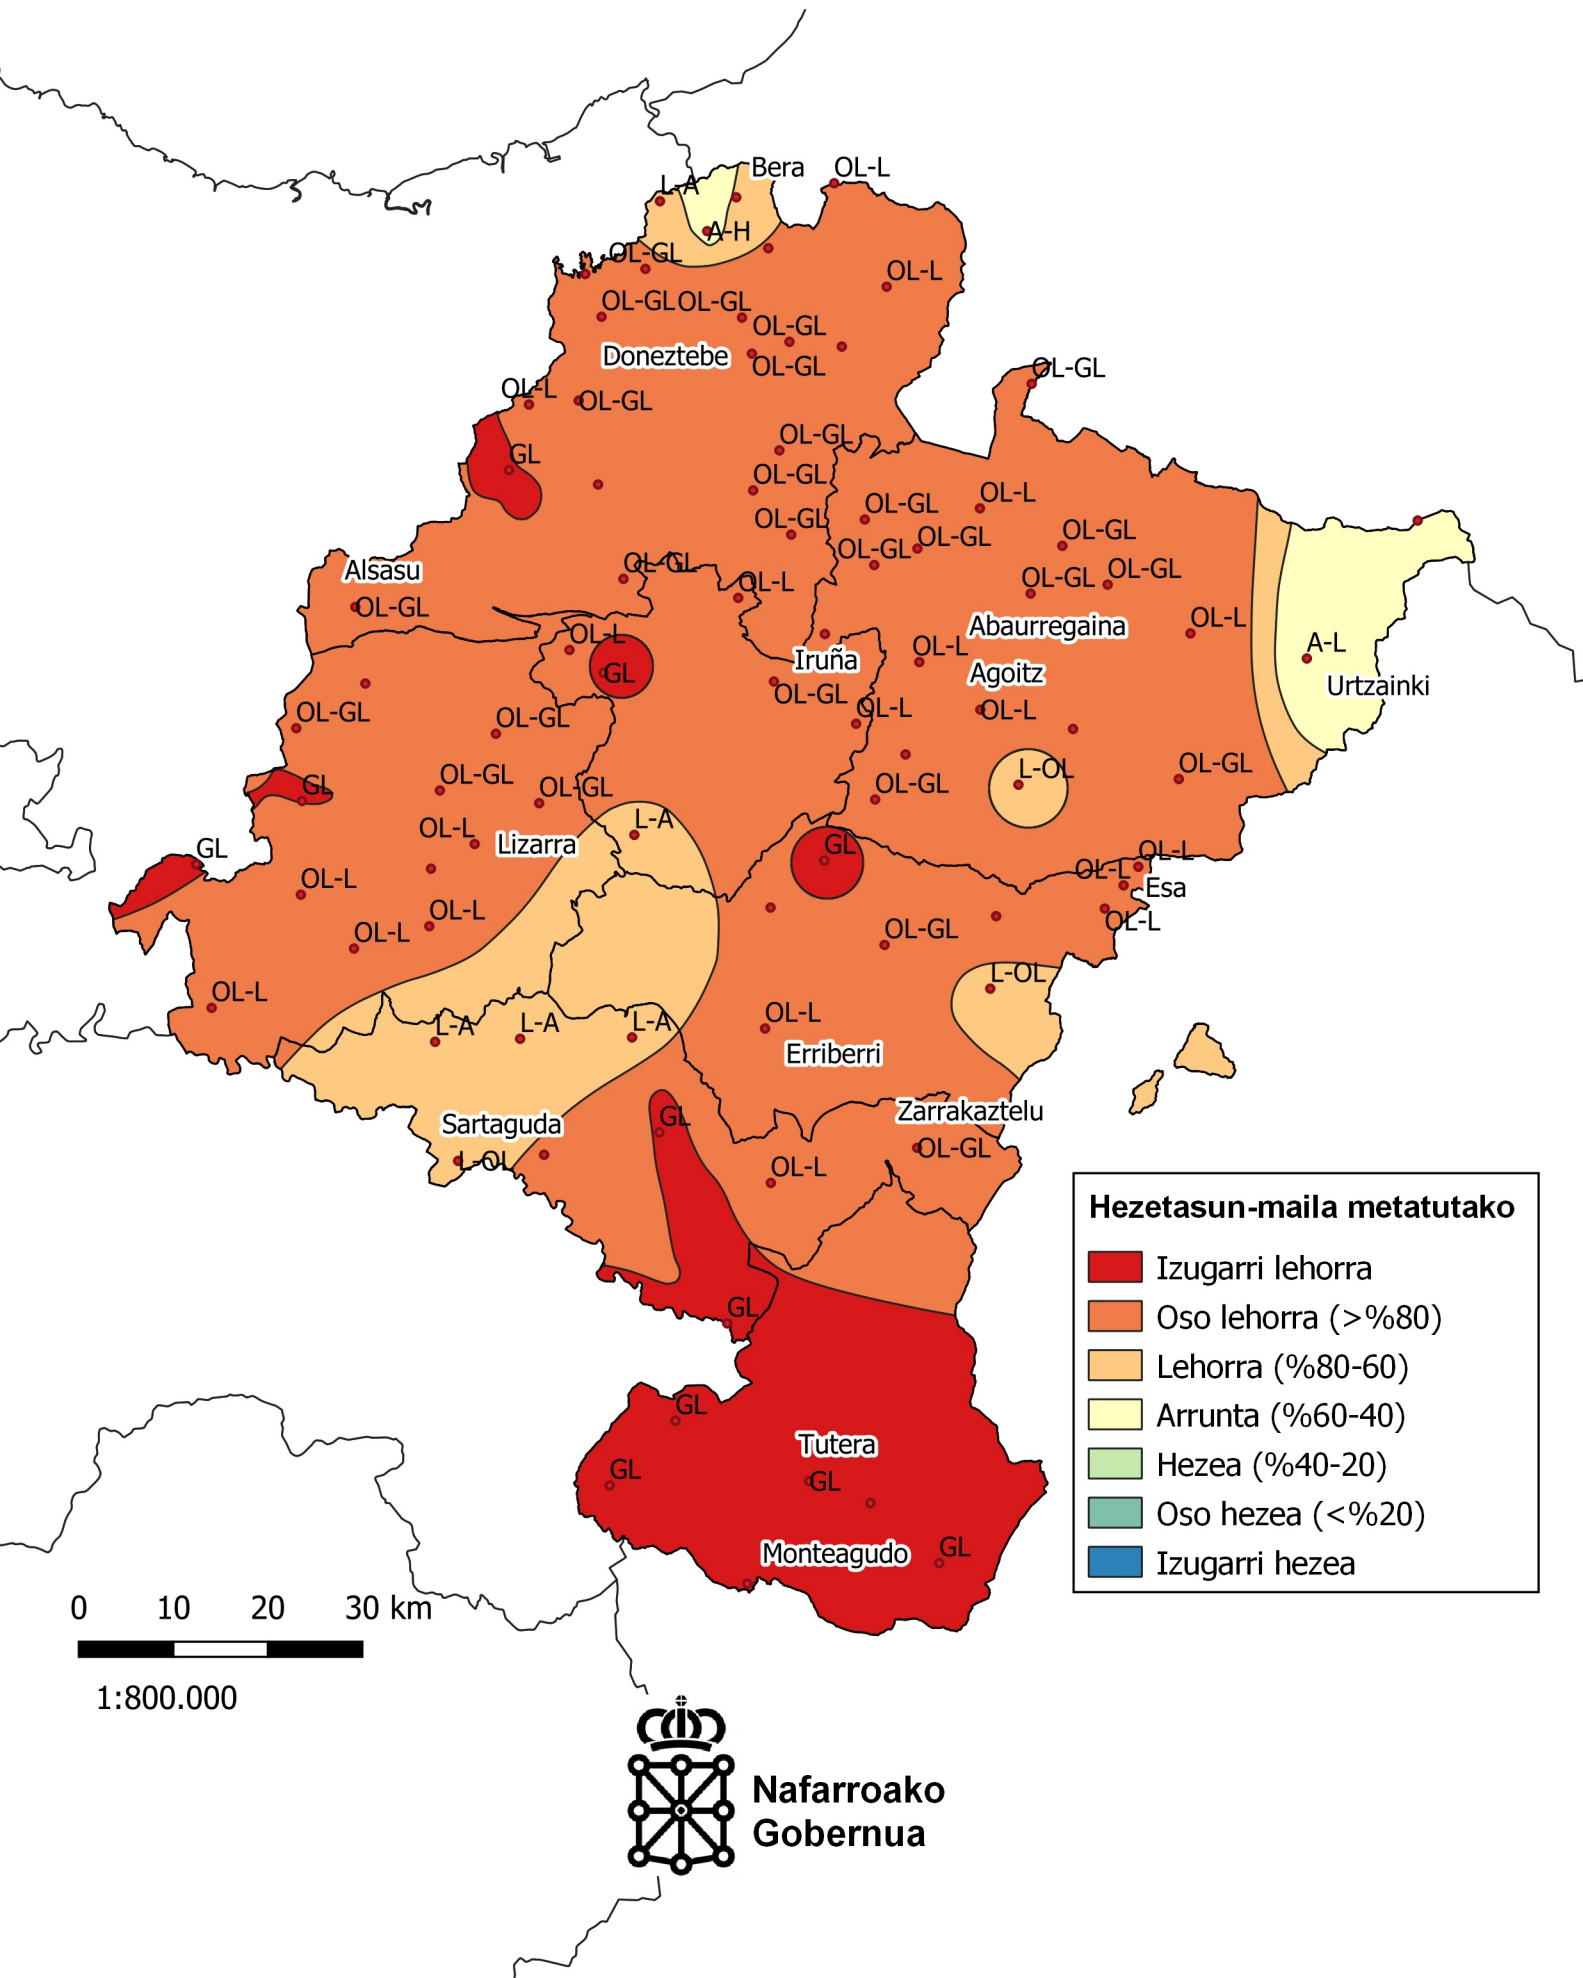 Bera
OL-L
L-A
A-H
OL-GL
OL-L
OL-GL
OL-GL
OL-GL
Doneztebe
OL-GL
OL-GL
OL-L
OL-GL
OL-GL
GL
OL-GL
OL-L
OL-GL
OL-GL
OL-GL
OL-GL
OL-GL
OL-GL
Alsasu
OL-GL
OL-L
OL-GL
OL-GL
OL-GL
OL-L
Abaurregaina
OL-L
OL-L
A-L
Iruña
GL
Agoitz
Urtzainki
OL-GL
OL-GL
OL-GL
OL-L
OL-L
OL-GL
GL
OL-GL
OL-GL
L-OL
OL-GL
L-A
OL-L
Lizarra
GL
GL
OL-L
OL-L
OL-L
Esa
OL-L
OL-L
OL-L
OL-GL
L-OL
OL-L
OL-L
L-A
L-A
L-A
Erriberri
Zarrakaztelu
GL
Sartaguda
OL-GL
L-OL
OL-L
GL
GL
Tutera
GL
GL
Monteagudo
GL
Hezetasun-maila metatutako
Izugarri lehorra
Oso lehorra (>%80)
Lehorra (%80-60)
Arrunta (%60-40)
Hezea (%40-20)
Oso hezea (<%20)
Izugarri hezea
0 10 20 30 km
1:800.000
Nafarroako
Gobernua